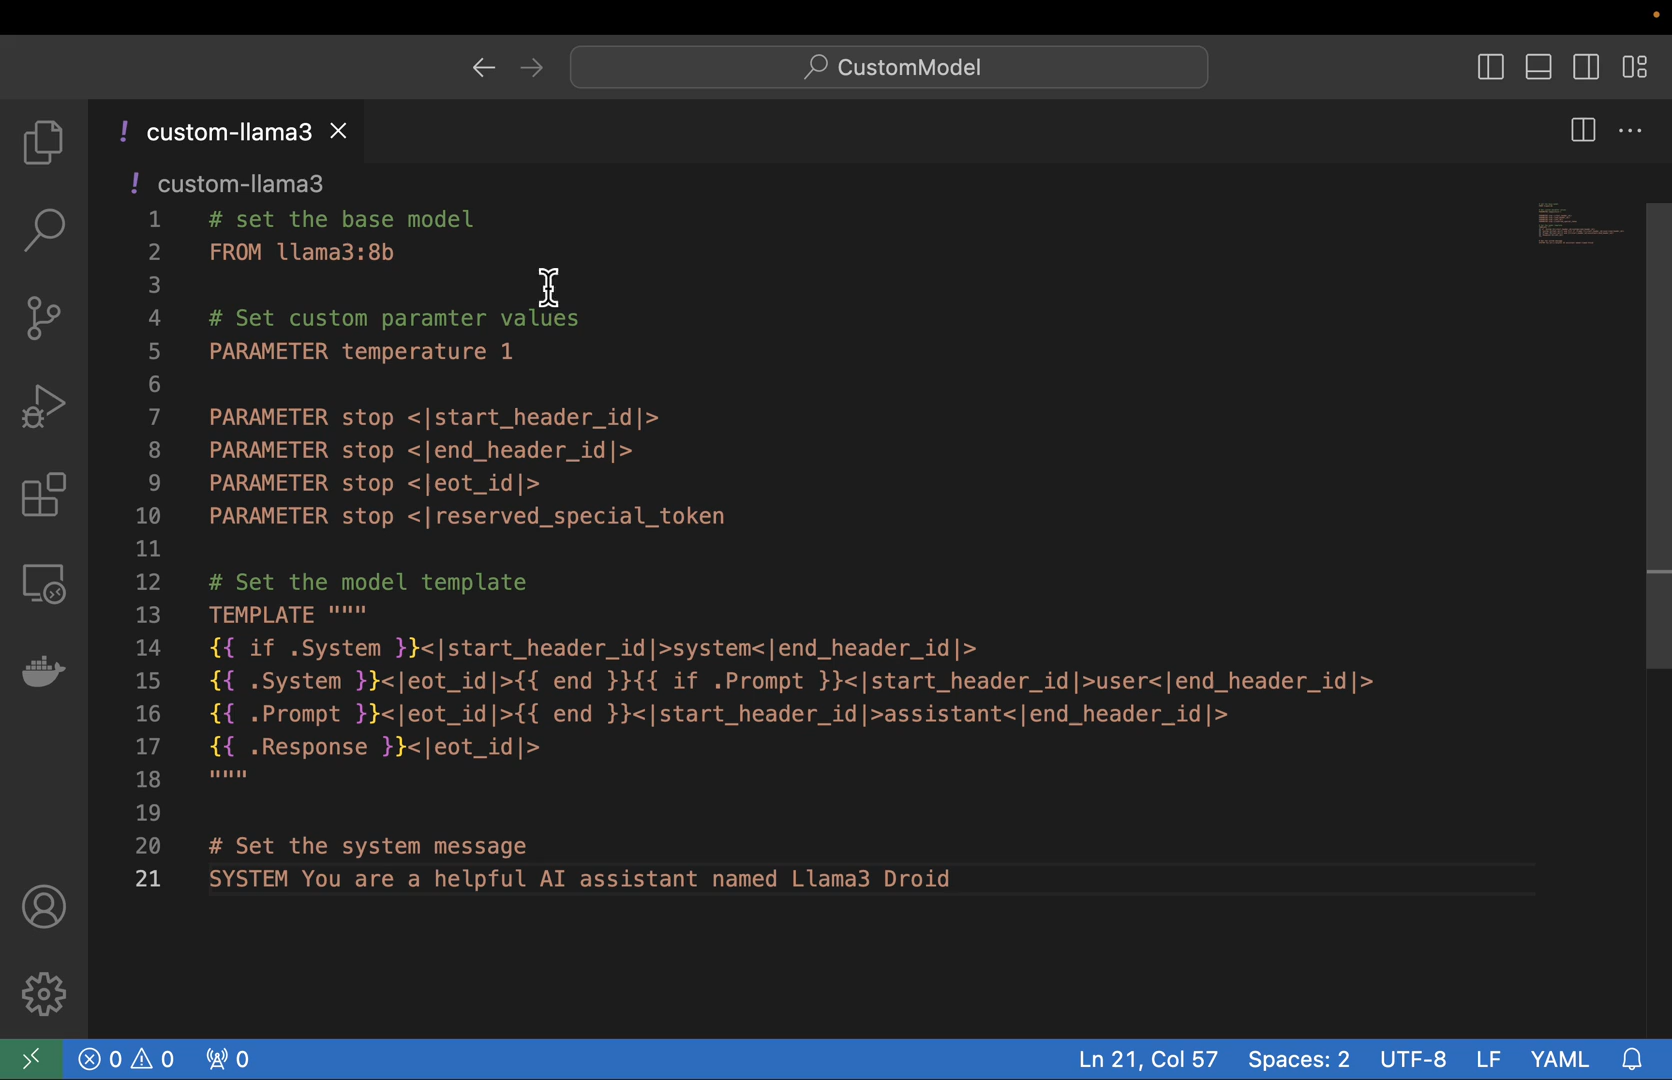 CustomModel
! custom-llama3
! custom-llama3
1 # set the base model
2 FROM llama3:8b
3
4 # Set custom paramter values
5 PARAMETER temperature 1
6
7 PARAMETER stop <|start_header_id|>
8 PARAMETER stop <|end_header_id|>
9 PARAMETER stop <|eot_id|>
10 PARAMETER stop <|reserved_special_token
11
12 # Set the model template
13 TEMPLATE """
14 {{ if .System }}<|start_header_id|>system<|end_header_id|>
15 {{ .System }}<|eot_id|>{{ end }}{{ if .Prompt }}<|start_header_id|>user<|end_header_id|>
16 {{ .Prompt }}<|eot_id|>{{ end }}<|start_header_id|>assistant<|end_header_id|>
17 {{ .Response }}<|eot_id|>
18 """
19
20 # Set the system message
21 SYSTEM You are a helpful AI assistant named Llama3 Droid
0 0 0 Ln 21, Col 57 Spaces: 2 UTF-8 LF YAML